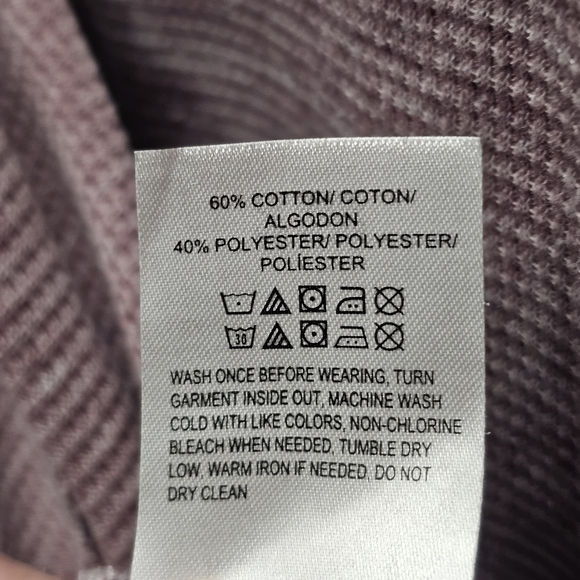 60% COTTON/ COTON/
ALGODON
40% POLYESTER/ POLYESTER/
POLÍESTER
30
WASH ONCE BEFORE WEARING, TURN
GARMENT INSIDE OUT, MACHINE WASH
COLD WITH LIKE COLORS, NON-CHLORINE
BLEACH WHEN NEEDED, TUMBLE DRY
LOW, WARM IRON IF NEEDED, DO NOT
DRY CLEAN